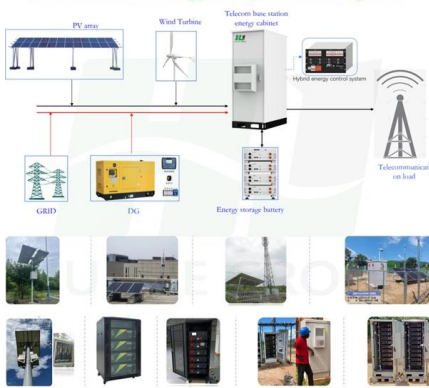 Telecom base station
energy cabinet
PV array
Wind Turbine
Hybrid energy control system
Telecommunicati
on load
GRID
DG
Energy storage battery